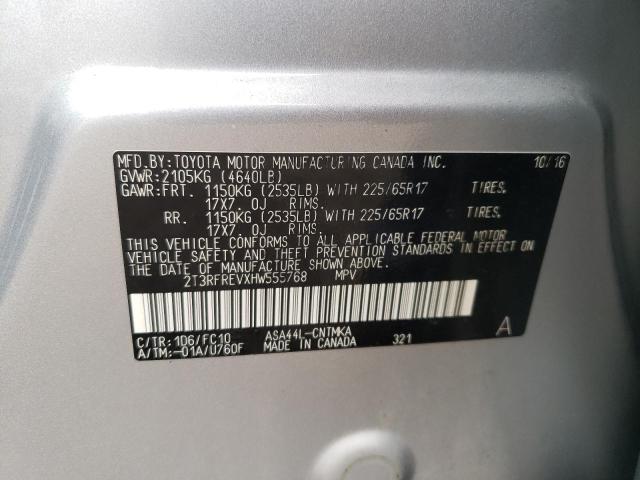 MFD.BY:TOYOTA MOTOR MANUFACTURING CANADA INC. 10/16
GVWR:2105KG (4640LB)
GAWR:FRT. 1150KG (2535LB) WITH 225/65R17 TIRES.
17X7. OJ RIMS.
RR. 1150KG (2535LB) WITH 225/65R17 TIRES.
17X7. OJ RIMS.
THIS VEHICLE CONFORMS TO ALL APPLICABLE FEDERAL MOTOR
VEHICLE SAFETY AND THEFT PREVENTION STANDARDS IN EFFECT ON
THE DATE OF MANUFACTURE SHOWN ABOVE.
2T3RFREVXHW555768 MPV
C/TR: 1D6/FC10 ASA44L-CNTMKA 321 A
A/TM:-01A/U760F MADE IN CANADA